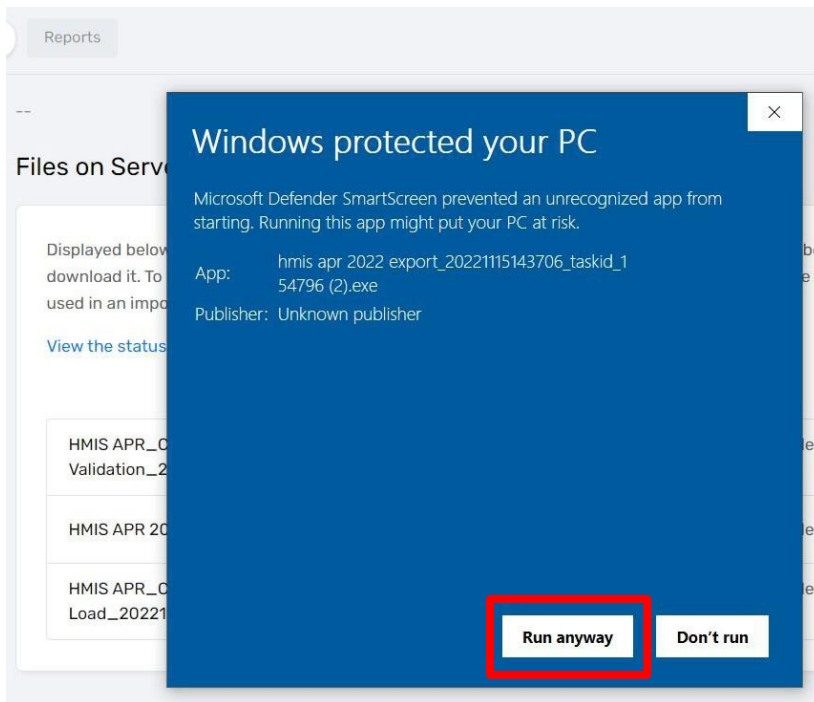 Reports
--
Files on Serve
Windows protected your PC
Microsoft Defender SmartScreen prevented an unrecognized app from
starting. Running this app might put your PC at risk.
App: hmis apr 2022 export_20221115143706_taskid_1
54796 (2).exe
Publisher: Unknown publisher
Displayed below
download it. To
used in an impo
View the status
HMIS APR_C
Validation_2
HMIS APR 20
HMIS APR_C
Load_20221
Run anyway
Don't run